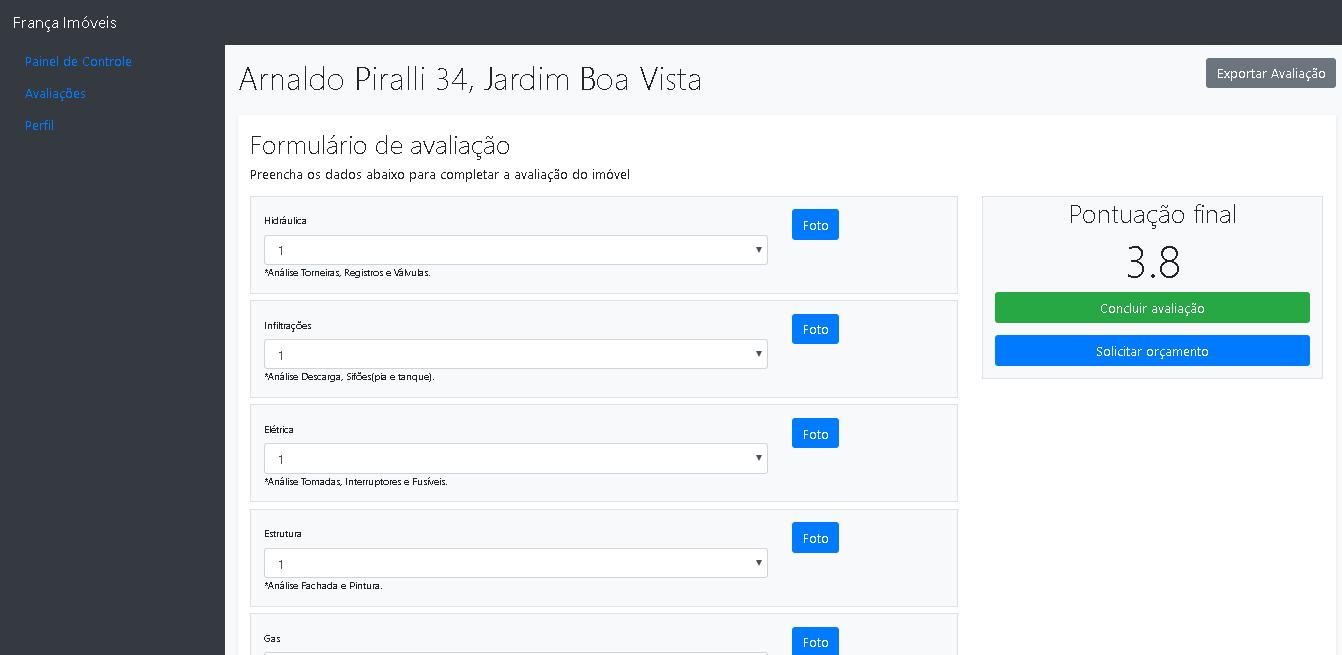 França Imóveis
Painel de Controle
Avaliações
Perfil
Arnaldo Piralli 34, Jardim Boa Vista
Exportar Avaliação
Formulário de avaliação
Preencha os dados abaixo para completar a avaliação do imóvel
Hidráulica
Foto
1
*Análise Torneiras, Registros e Válvulas.
Infiltrações
Foto
1
*Análise Descarga, Sifões(pia e tanque).
Elétrica
Foto
1
*Análise Tomadas, Interruptores e Fusíveis.
Estrutura
Foto
1
*Análise Fachada e Pintura.
Gas
Foto
Pontuação final
3.8
Concluir avaliação
Solicitar orçamento